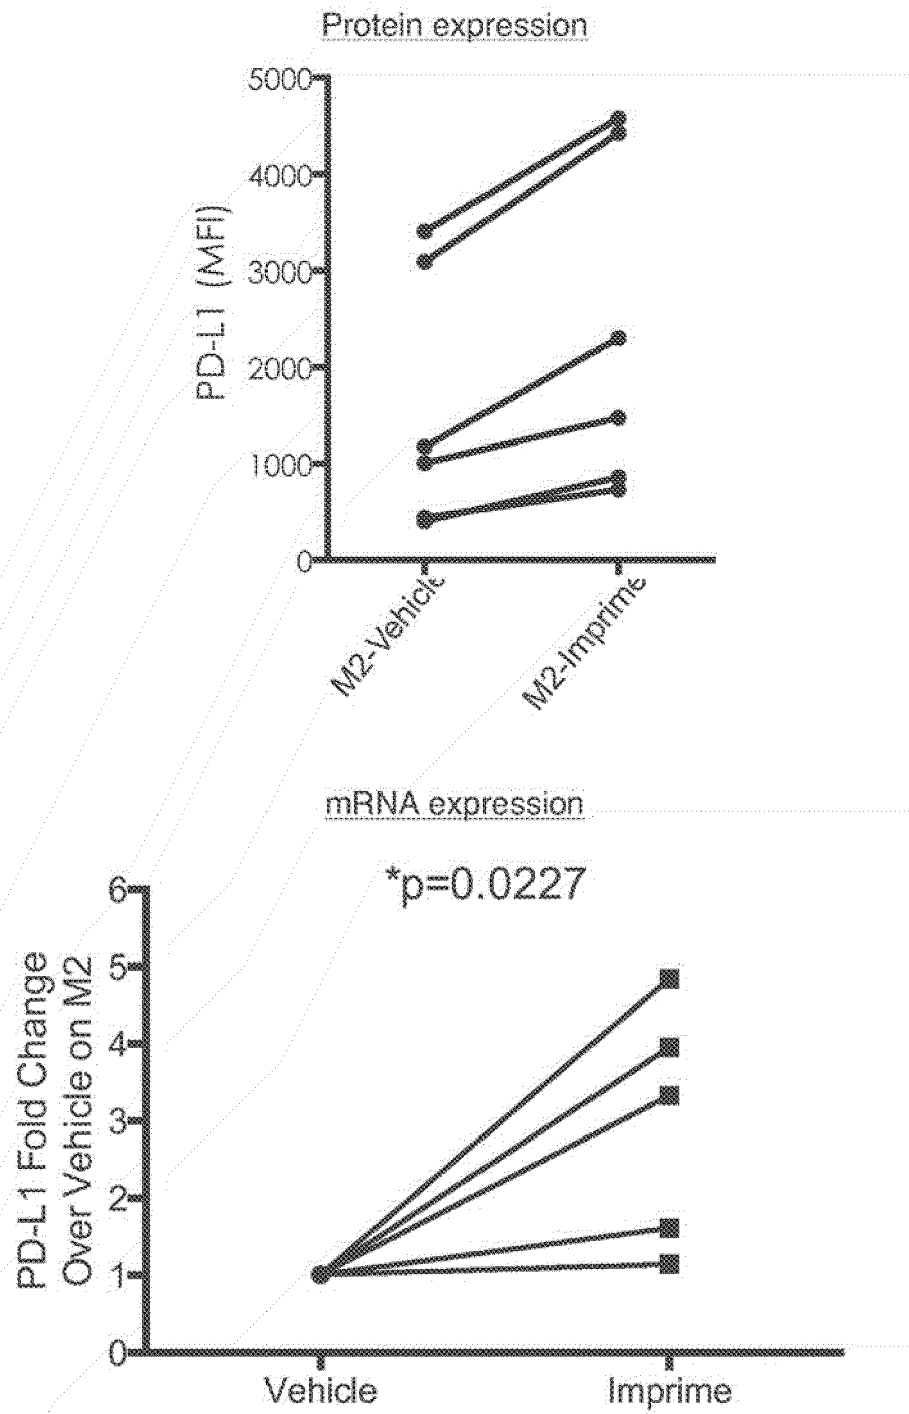 Protein expression
5000
4000
3000
2000
1000
0
PD-L1 (MFI)
M2-Vehicle
M2-Imprime
mRNA expression
*p=0.0227
6
5
4
3
2
1
0
PD-L1 Fold Change
Over Vehicle on M2
Vehicle
Imprime